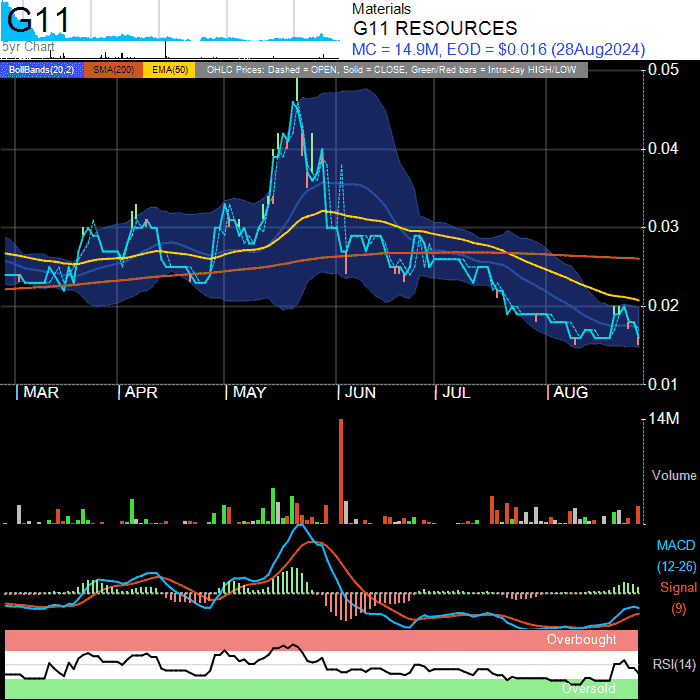 G11
5yr Chart
Materials
G11 RESOURCES
MC = 14.9M, EOD = $0.016 (28Aug2024)
BollBands(20,2) SMA(200) EMA(50) OHLC Prices: Dashed = OPEN, Solid = CLOSE, Green/Red bars = Intra-day HIGH/LOW
0.05
0.04
0.03
0.02
0.01
MAR APR MAY JUN JUL AUG
14M
Volume
MACD
(12-26)
Signal
(9)
Overbought
RSI(14)
Oversold